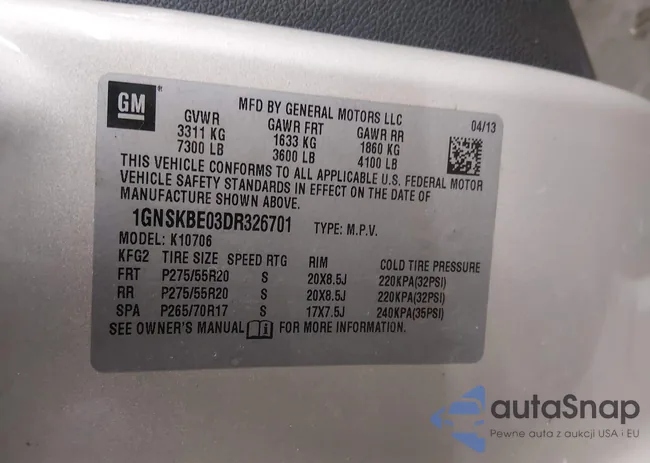 GM
MFD BY GENERAL MOTORS LLC
04/13
GVWR GAWR FRT GAWR RR
3311 KG 1633 KG 1860 KG
7300 LB 3600 LB 4100 LB
THIS VEHICLE CONFORMS TO ALL APPLICABLE U.S. FEDERAL MOTOR
VEHICLE SAFETY STANDARDS IN EFFECT ON THE DATE OF
MANUFACTURE SHOWN ABOVE.
1GNSKBE03DR326701 TYPE: M.P.V.
MODEL: K10706
KFG2 TIRE SIZE SPEED RTG RIM COLD TIRE PRESSURE
FRT P275/55R20 S 20X8.5J 220KPA(32PSI)
RR P275/55R20 S 20X8.5J 220KPA(32PSI)
SPA P265/70R17 S 17X7.5J 240KPA(35PSI)
SEE OWNER'S MANUAL FOR MORE INFORMATION.
autaSnap
Pewne auta z aukcji USA i EU